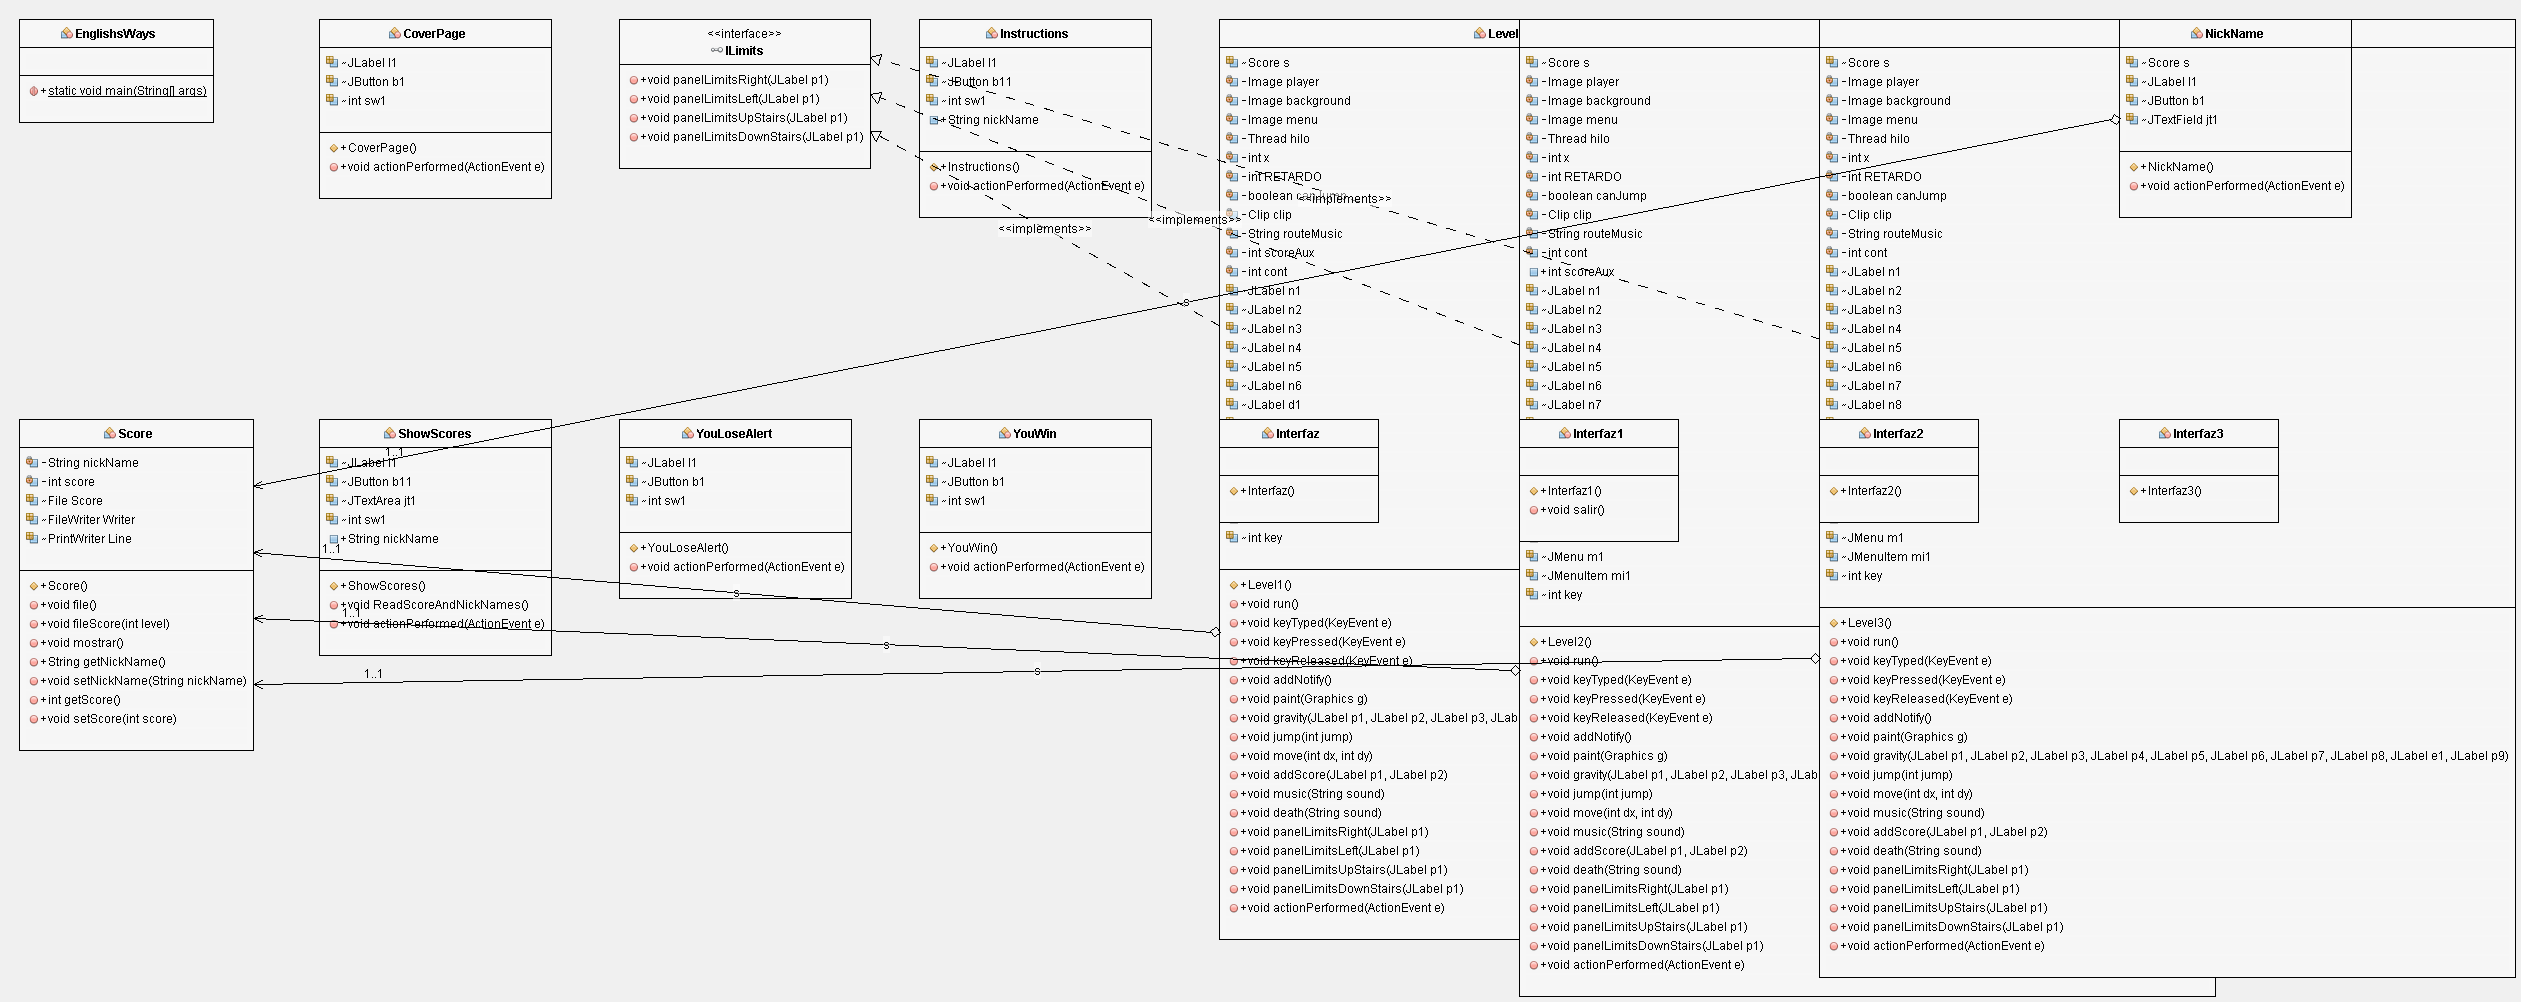 EnglishsWays
+static void main(String[] args)
CoverPage
~JLabel l1
~JButton b1
~int sw1
+CoverPage()
+void actionPerformed(ActionEvent e)
<<interface>>
ILimits
+void panelLimitsRight(JLabel p1)
+void panelLimitsLeft(JLabel p1)
+void panelLimitsUpStairs(JLabel p1)
+void panelLimitsDownStairs(JLabel p1)
Instructions
~JLabel l1
~JButton b11
~int sw1
+String nickName
+Instructions()
+void actionPerformed(ActionEvent e)
<<implements>>
<<implements>>
<<implements>>
Level
-Score s
-Image player
-Image background
-Image menu
-Thread hilo
-int x
-int RETARDO
-boolean canJump
-Clip clip
-String routeMusic
-int scoreAux
-int cont
~JLabel n1
~JLabel n2
~JLabel n3
~JLabel n4
~JLabel n5
~JLabel n6
~JLabel d1
~Score s
-Image player
-Image background
-Image menu
-Thread hilo
-int x
-int RETARDO
-boolean canJump
-Clip clip
-String routeMusic
-int cont
+int scoreAux
~JLabel n1
~JLabel n2
~JLabel n3
~JLabel n4
~JLabel n5
~JLabel n6
~JLabel n7
~Score s
-Image player
-Image background
-Image menu
-Thread hilo
-int x
-int RETARDO
-boolean canJump
-Clip clip
-String routeMusic
-int cont
~JLabel n1
~JLabel n2
~JLabel n3
~JLabel n4
~JLabel n5
~JLabel n6
~JLabel n7
~JLabel n8
NickName
~Score s
~JLabel l1
~JButton b1
~JTextField jt1
+NickName()
+void actionPerformed(ActionEvent e)
s
1..1
Score
-String nickName
-int score
~File Score
~FileWriter Writer
~PrintWriter Line
+Score()
+void file()
+void fileScore(int level)
+void mostrar()
+String getNickName()
+void setNickName(String nickName)
+int getScore()
+void setScore(int score)
ShowScores
~JLabel l1
~JButton b11
~JTextArea jt1
~int sw1
+String nickName
+ShowScores()
+void ReadScoreAndNickNames()
+void actionPerformed(ActionEvent e)
1..1
1..1
1..1
s
s
s
YouLoseAlert
~JLabel l1
~JButton b1
~int sw1
+YouLoseAlert()
+void actionPerformed(ActionEvent e)
YouWin
~JLabel l1
~JButton b1
~int sw1
+YouWin()
+void actionPerformed(ActionEvent e)
Interfaz
+Interfaz()
~int key
+Level1()
+void run()
+void keyTyped(KeyEvent e)
+void keyPressed(KeyEvent e)
+void keyReleased(KeyEvent e)
+void addNotify()
+void paint(Graphics g)
+void gravity(JLabel p1, JLabel p2, JLabel p3, JLab
+void jump(int jump)
+void move(int dx, int dy)
+void addScore(JLabel p1, JLabel p2)
+void music(String sound)
+void death(String sound)
+void panelLimitsRight(JLabel p1)
+void panelLimitsLeft(JLabel p1)
+void panelLimitsUpStairs(JLabel p1)
+void panelLimitsDownStairs(JLabel p1)
+void actionPerformed(ActionEvent e)
Interfaz1
+Interfaz1()
+void salir()
~JMenu m1
~JMenuItem mi1
~int key
+Level2()
+void run()
+void keyTyped(KeyEvent e)
+void keyPressed(KeyEvent e)
+void keyReleased(KeyEvent e)
+void addNotify()
+void paint(Graphics g)
+void gravity(JLabel p1, JLabel p2, JLabel p3, JLab
+void jump(int jump)
+void move(int dx, int dy)
+void music(String sound)
+void addScore(JLabel p1, JLabel p2)
+void death(String sound)
+void panelLimitsRight(JLabel p1)
+void panelLimitsLeft(JLabel p1)
+void panelLimitsUpStairs(JLabel p1)
+void panelLimitsDownStairs(JLabel p1)
+void actionPerformed(ActionEvent e)
Interfaz2
+Interfaz2()
~JMenu m1
~JMenuItem mi1
~int key
+Level3()
+void run()
+void keyTyped(KeyEvent e)
+void keyPressed(KeyEvent e)
+void keyReleased(KeyEvent e)
+void addNotify()
+void paint(Graphics g)
+void gravity(JLabel p1, JLabel p2, JLabel p3, JLabel p4, JLabel p5, JLabel p6, JLabel p7, JLabel p8, JLabel e1, JLabel p9)
+void jump(int jump)
+void move(int dx, int dy)
+void music(String sound)
+void addScore(JLabel p1, JLabel p2)
+void death(String sound)
+void panelLimitsRight(JLabel p1)
+void panelLimitsLeft(JLabel p1)
+void panelLimitsUpStairs(JLabel p1)
+void panelLimitsDownStairs(JLabel p1)
+void actionPerformed(ActionEvent e)
Interfaz3
+Interfaz3()